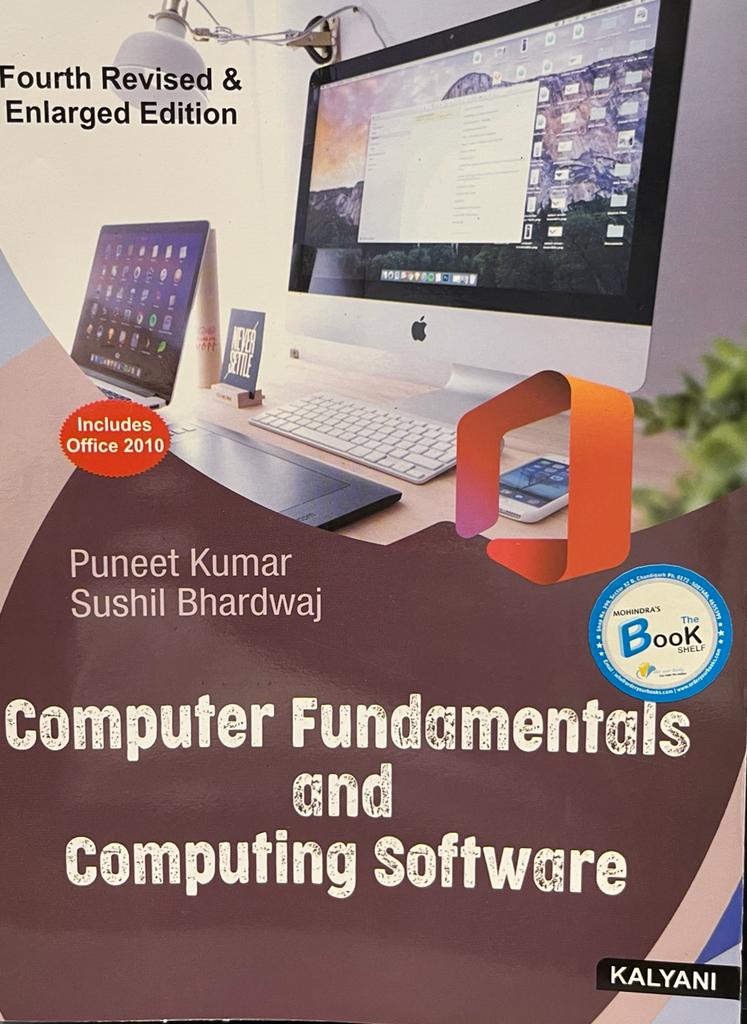 Fourth Revised &
Enlarged Edition
NEVER
SETTLE
Includes
Office 2010
Puneet Kumar
Sushil Bhardwaj
MOHINDRA'S
The
BooK
SHELF
Computer Fundamentals
and
Computing Software
KALYANI